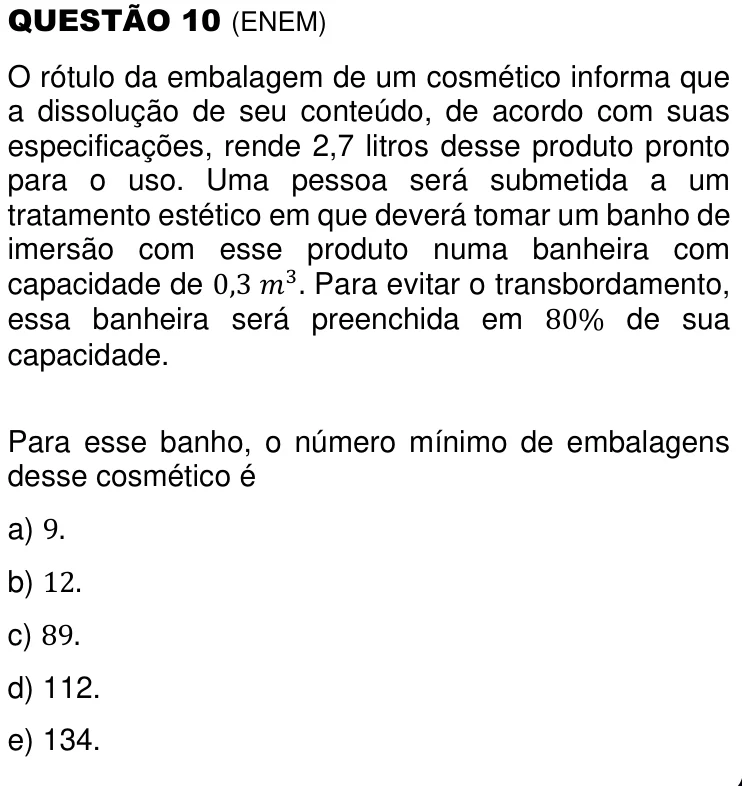 QUESTÃO 10 (ENEM)
O rótulo da embalagem de um cosmético informa que
a dissolução de seu conteúdo, de acordo com suas
especificações, rende 2,7 litros desse produto pronto
para o uso. Uma pessoa será submetida a um
tratamento estético em que deverá tomar um banho de
imersão com esse produto numa banheira com
capacidade de 0,3 m³. Para evitar o transbordamento,
essa banheira será preenchida em 80% de sua
capacidade.
Para esse banho, o número mínimo de embalagens
desse cosmético é
a) 9.
b) 12.
c) 89.
d) 112.
e) 134.